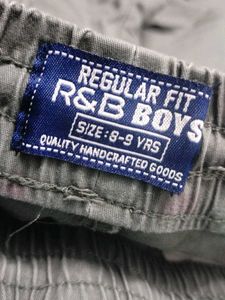 REGULAR FIT
R&B BOYS
SIZE: 8-9 YRS
QUALITY HANDCRAFTED GOODS